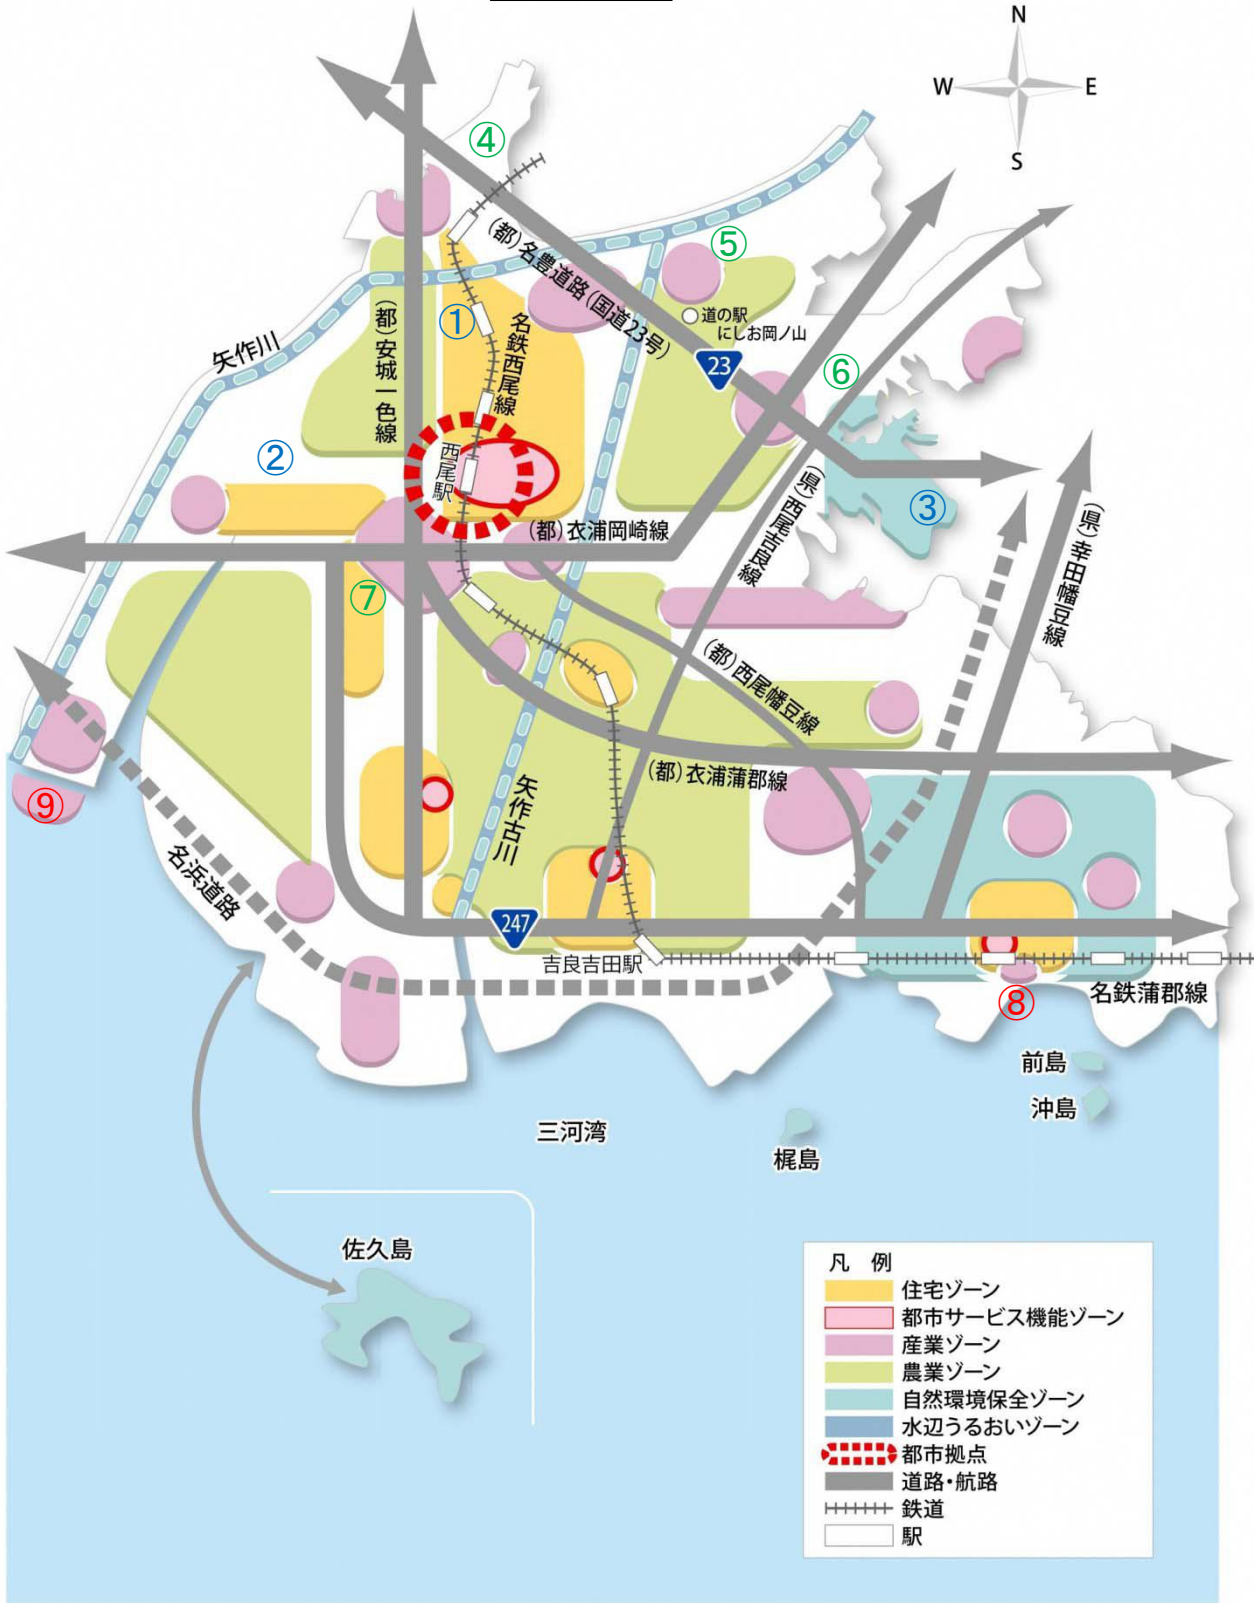 N
W
E
S
④
(都)名豊道路(国道23号)
⑤
道の駅
にしお岡ノ山
①
名鉄西尾線
(都)安城一色線
矢作川
23
⑥
②
西尾駅
③
(都)衣浦岡崎線
(県)西尾吉良線
(県)幸田幡豆線
⑦
(都)西尾幡豆線
(都)衣浦蒲郡線
矢作古川
⑨
名浜道路
247
吉良吉田駅
⑧
名鉄蒲郡線
前島
沖島
三河湾
梶島
佐久島
凡 例
住宅ゾーン
都市サービス機能ゾーン
産業ゾーン
農業ゾーン
自然環境保全ゾーン
水辺うるおいゾーン
都市拠点
道路・航路
鉄道
駅